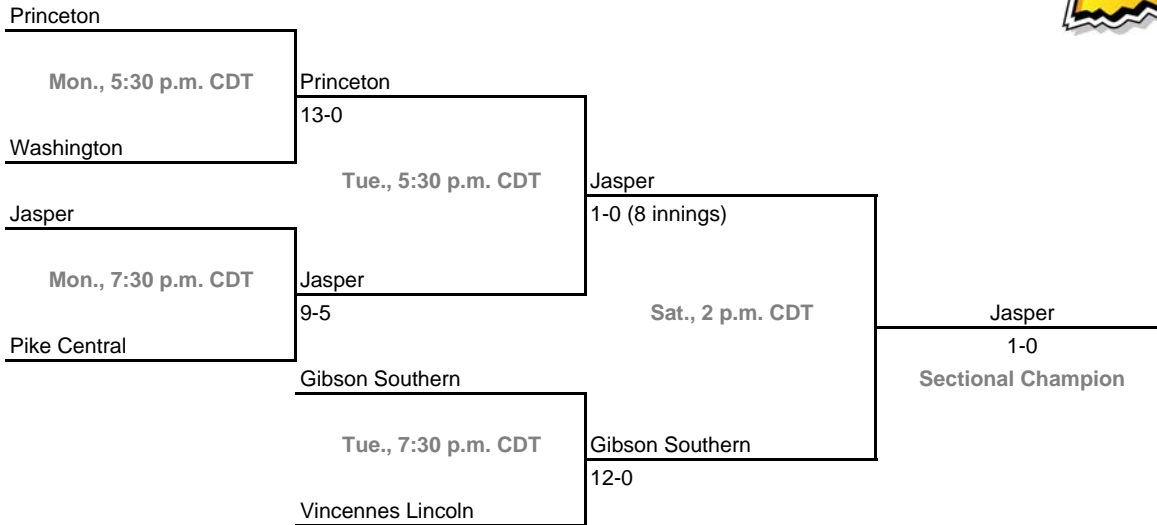 Princeton
Mon., 5:30 p.m. CDT
Princeton
13-0
Washington
Tue., 5:30 p.m. CDT
Jasper
1-0 (8 innings)
Jasper
Mon., 7:30 p.m. CDT
Jasper
9-5
Sat., 2 p.m. CDT
Jasper
1-0
Sectional Champion
Pike Central
Gibson Southern
Tue., 7:30 p.m. CDT
Gibson Southern
12-0
Vincennes Lincoln